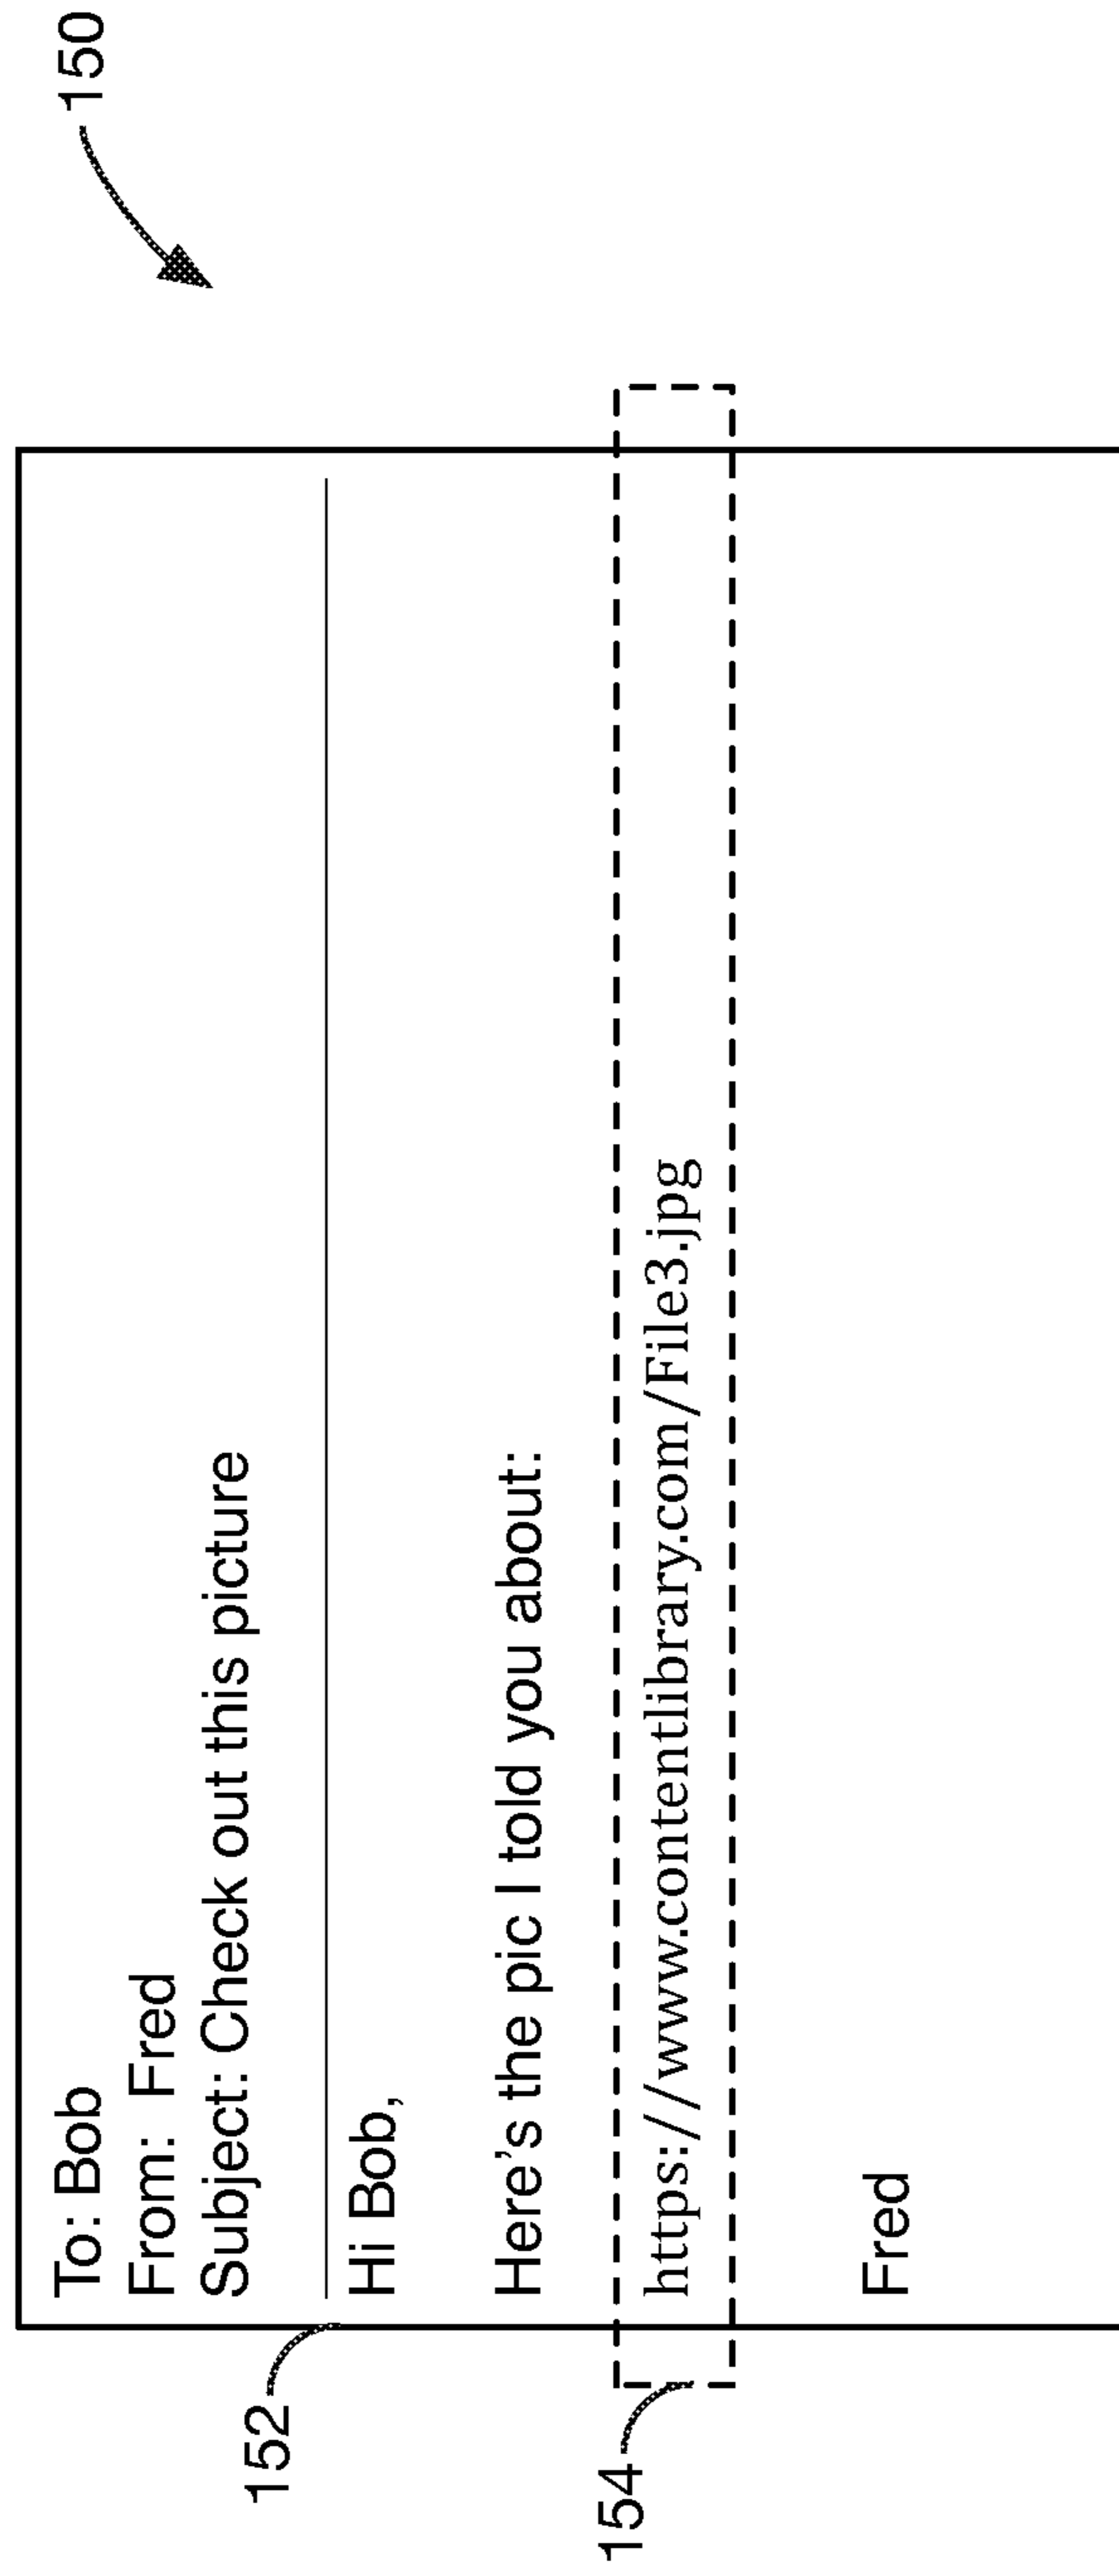 150
152
To: Bob
From: Fred
Subject: Check out this picture
Hi Bob,
Here's the pic I told you about:
154
https://www.contentlibrary.com/File3.jpg
Fred